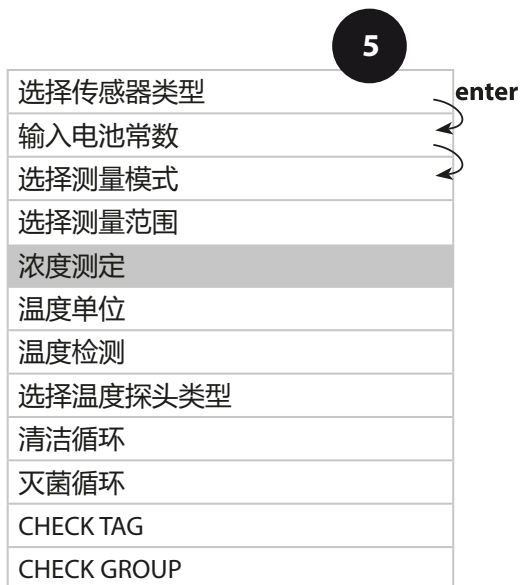 5
选择传感器类型 enter
输入电池常数
选择测量模式
选择测量范围
浓度测定
温度单位
温度检测
选择温度探头类型
清洁循环
灭菌循环
CHECK TAG
CHECK GROUP